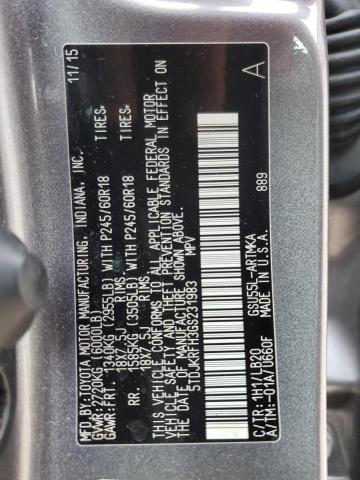 MFD. BY: TOYOTA MOTOR MANUFACTURING INDIANA, INC. 11/15
GVWR: 2720KG (6000LB)
GAWR: FRT. 1340KG (2955LB) WITH P245/60R18 TIRES,
18X7.5J RIMS
RR. 1589KG (3505LB) WITH P245/60R18 TIRES,
18X7.5J RIMS
THIS VEHICLE CONFORMS TO ALL APPLICABLE FEDERAL MOTOR
VEHICLE SAFETY AND THEFT PREVENTION STANDARDS IN EFFECT ON
THE DATE OF MANUFACTURE SHOWN ABOVE.
5TDJKRFH3GS231983 MPV
889 A
C/TR: 1H1/LB20 GSU55L-ARTMKA
A/TM: -01A/U660F MADE IN U.S.A.